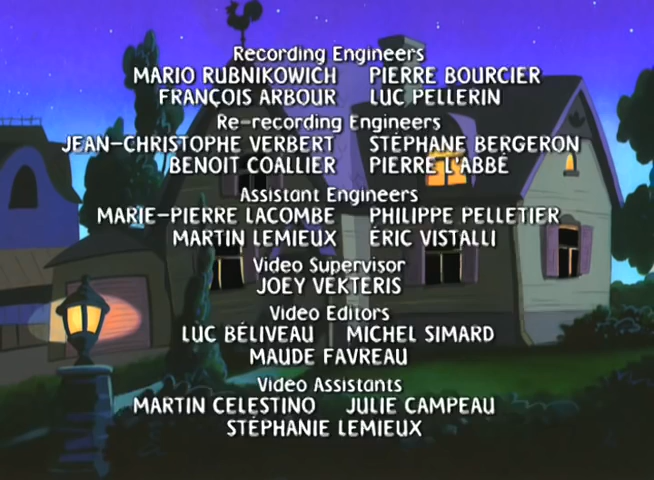 Recording Engineers
MARIO RUBNIKOWICH PIERRE BOURCIER
FRANÇOIS ARBOUR LUC PELLERIN
Re-recording Engineers
JEAN-CHRISTOPHE VERBERT STÉPHANE BERGERON
BENOIT COALLIER PIERRE L'ABBÉ
Assistant Engineers
MARIE-PIERRE LACOMBE PHILIPPE PELLETIER
MARTIN LEMIEUX ÉRIC VISTALLI
Video Supervisor
JOEY VEKTERIS
Video Editors
LUC BÉLIVEAU MICHEL SIMARD
MAUDE FAVREAU
Video Assistants
MARTIN CELESTINO JULIE CAMPEAU
STÉPHANIE LEMIEUX